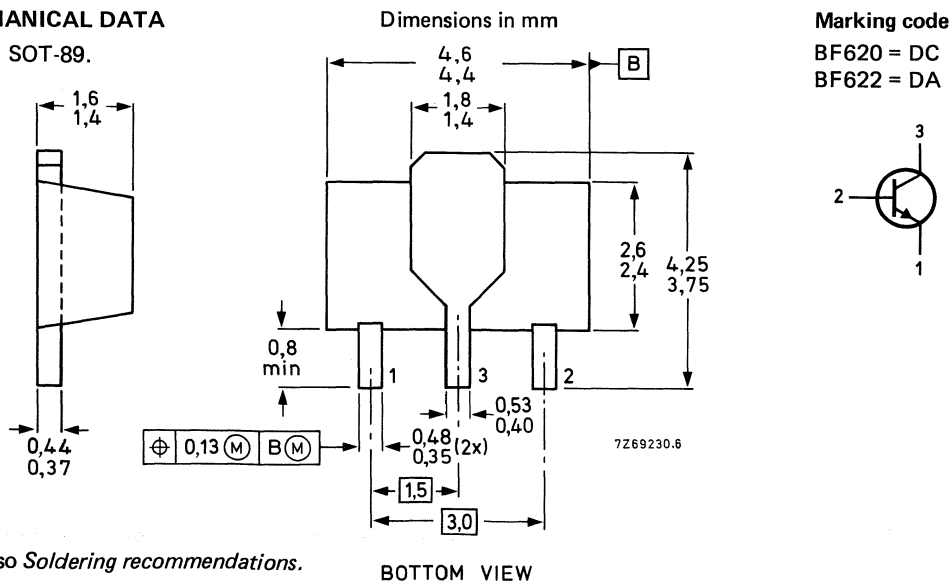 ANICAL DATA
SOT-89.
Dimensions in mm
Marking code
BF620 = DC
BF622 = DA
4,6
4,4
B
1,6
1,4
1,8
1,4
3
2
1
2,6
2,4
4,25
3,75
0,8
min
1
3
2
0,53
0,40
0,44
0,37
0,13 Ⓜ B Ⓜ
0,48
0,35 (2x)
7Z69230.6
1,5
3,0
so Soldering recommendations.
BOTTOM VIEW